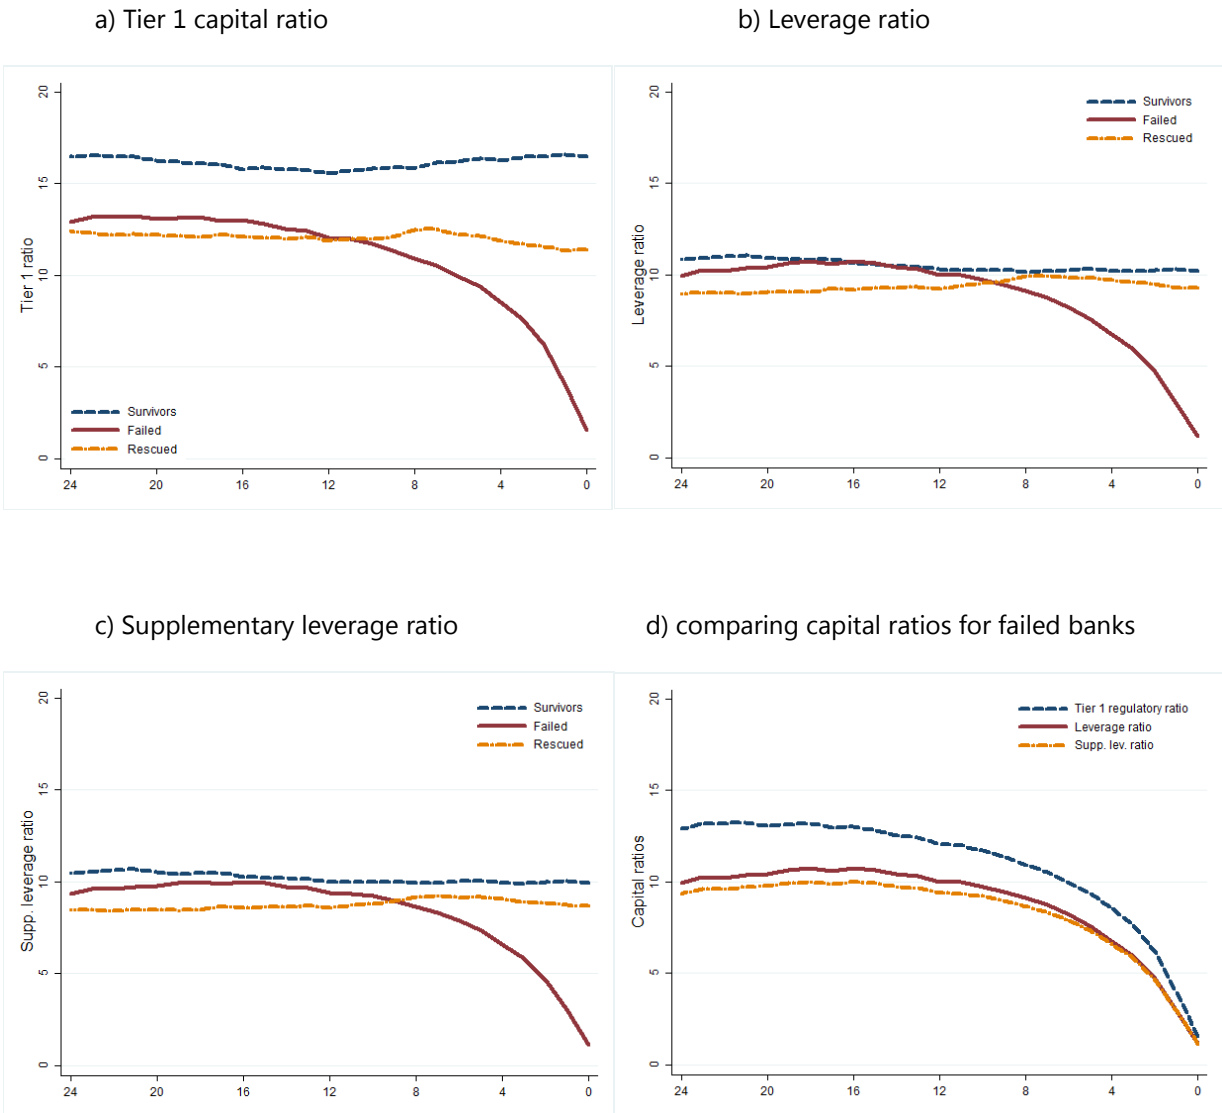 a) Tier 1 capital ratio
20
15
10
5
0
Tier 1 ratio
Survivors
Failed
Rescued
24 20 16 12 8 4 0
b) Leverage ratio
20
15
10
5
0
Leverage ratio
Survivors
Failed
Rescued
24 20 16 12 8 4 0
c) Supplementary leverage ratio
20
15
10
5
0
Supp. leverage ratio
Survivors
Failed
Rescued
24 20 16 12 8 4 0
d) comparing capital ratios for failed banks
20
15
10
5
0
Capital ratios
Tier 1 regulatory ratio
Leverage ratio
Supp. lev. ratio
24 20 16 12 8 4 0